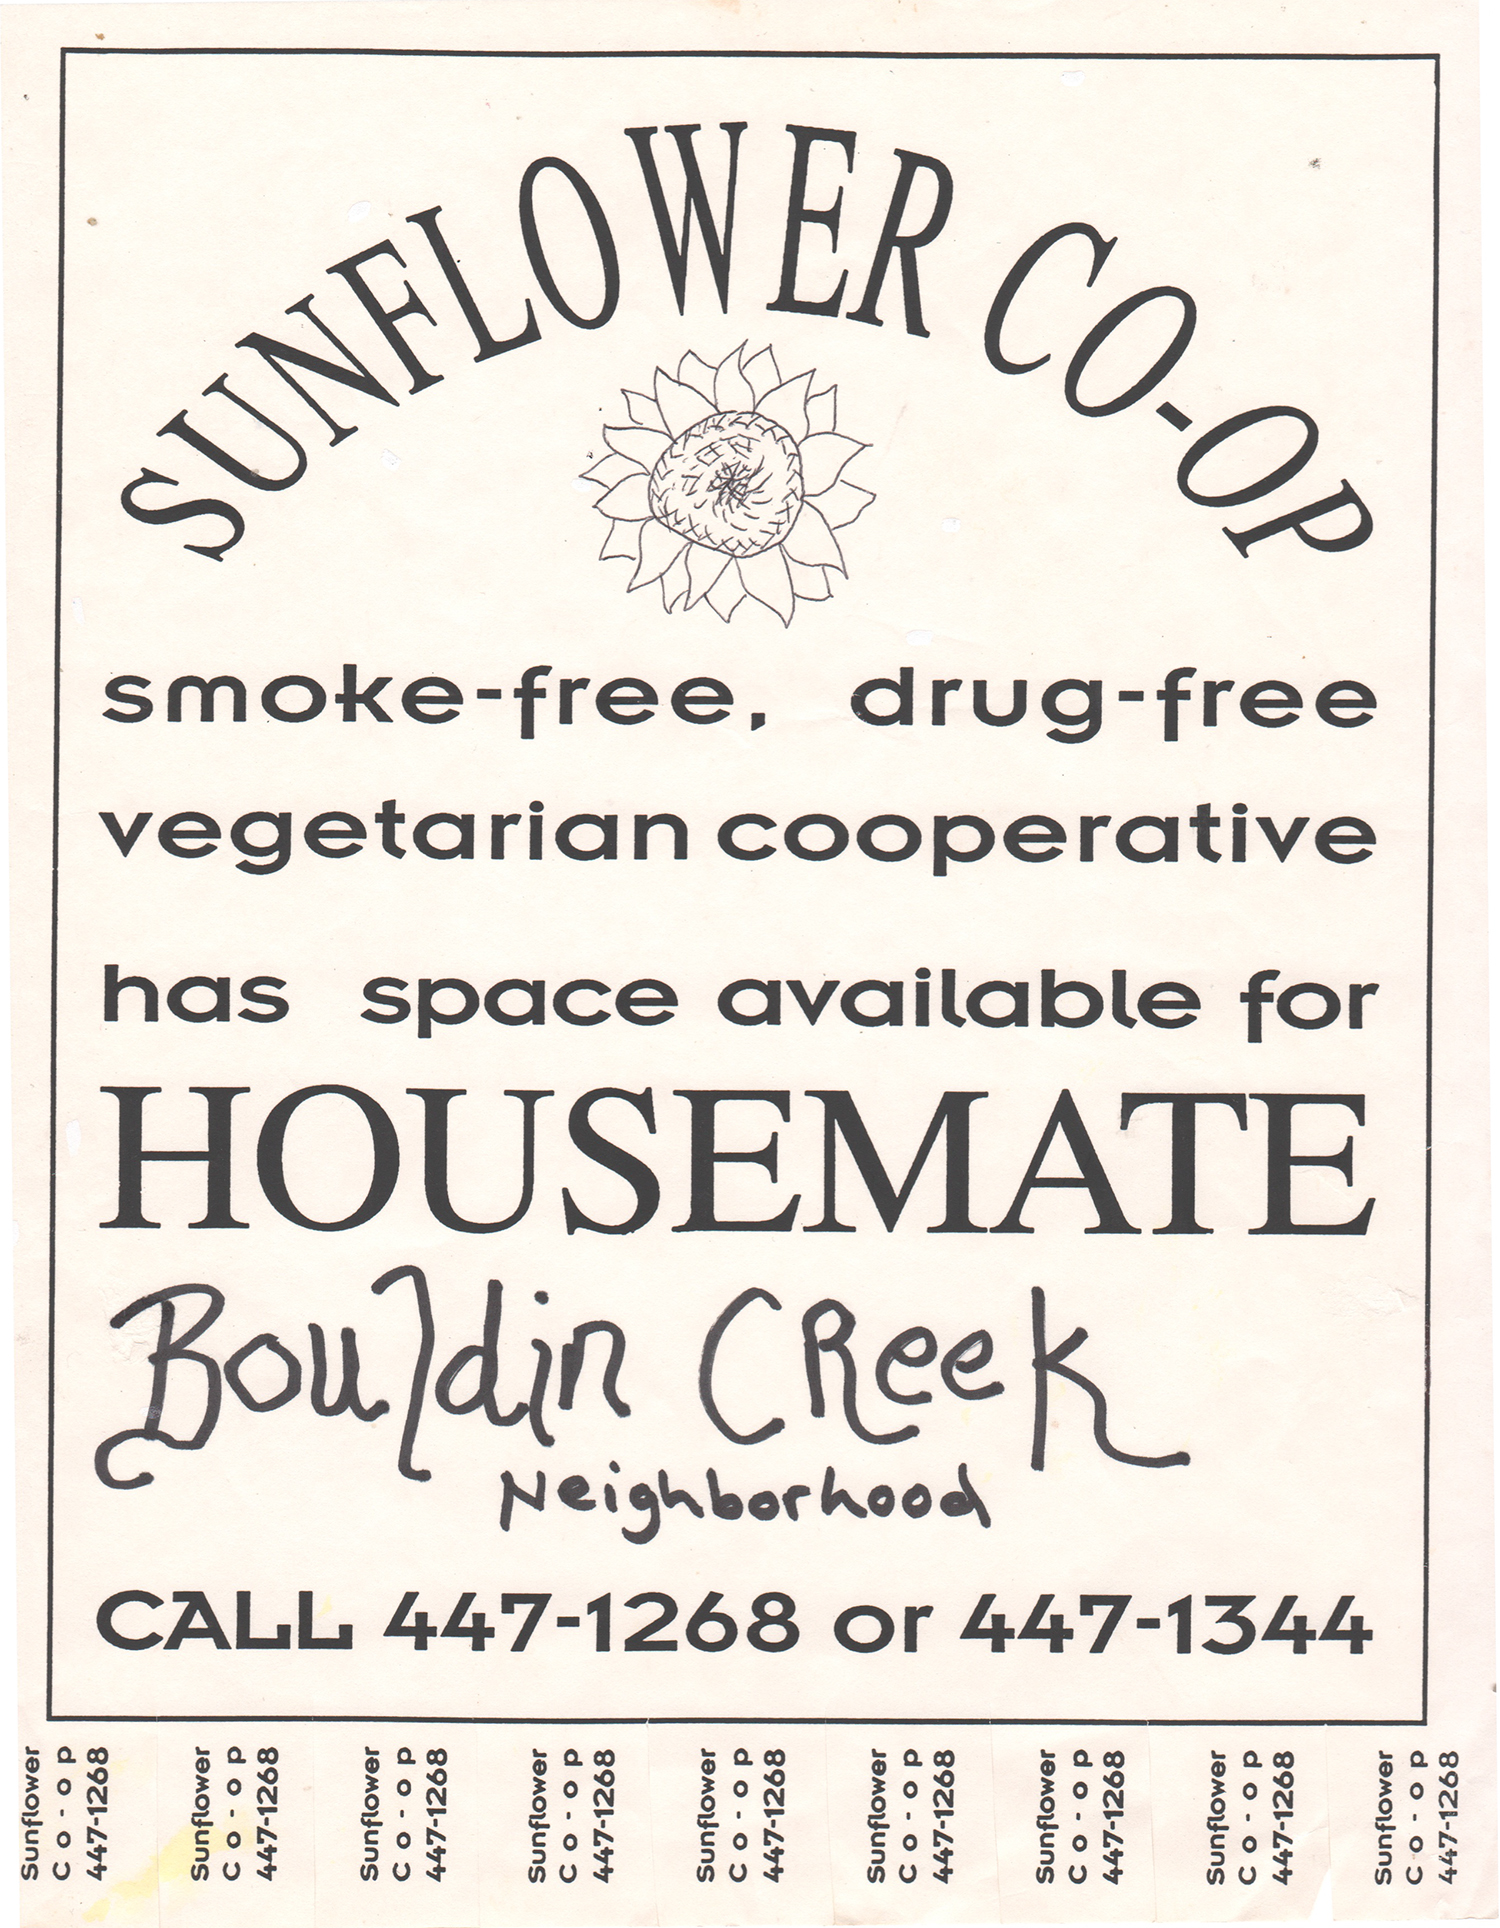 SUNFLOWER CO-OP
smoke-free, drug-free
vegetarian cooperative
has space available for
HOUSEMATE
Bouldin Creek
Neighborhood
CALL 447-1268 or 447-1344
Sunflower
Co-op
447-1268
Sunflower
Co-op
447-1268
Sunflower
Co-op
447-1268
Sunflower
Co-op
447-1268
Sunflower
Co-op
447-1268
Sunflower
Co-op
447-1268
Sunflower
Co-op
447-1268
Sunflower
Co-op
447-1268
Sunflower
Co-op
447-1268